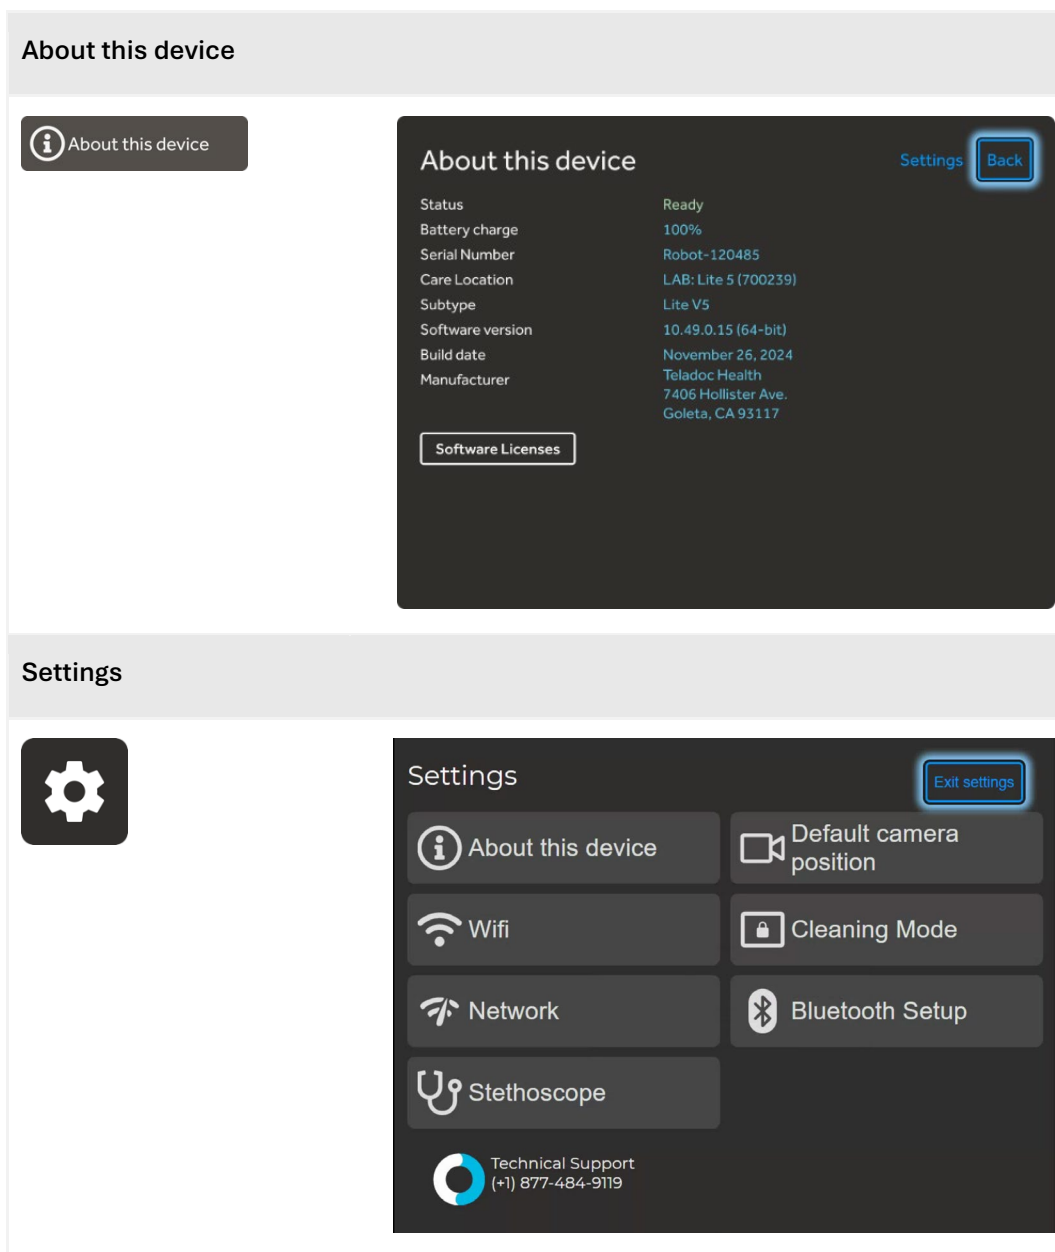 About this device
About this device
About this device
Settings
Back
Status Ready
Battery charge 100%
Serial Number Robot-120485
Care Location LAB: Lite 5 (700239)
Subtype Lite V5
Software version 10.49.0.15 (64-bit)
Build date November 26, 2024
Manufacturer Teladoc Health
7406 Hollister Ave.
Goleta, CA 93117
Software Licenses
Settings
Settings
Exit settings
About this device
Default camera
position
Wifi
Cleaning Mode
Network
Bluetooth Setup
Stethoscope
Technical Support
(+1) 877-484-9119